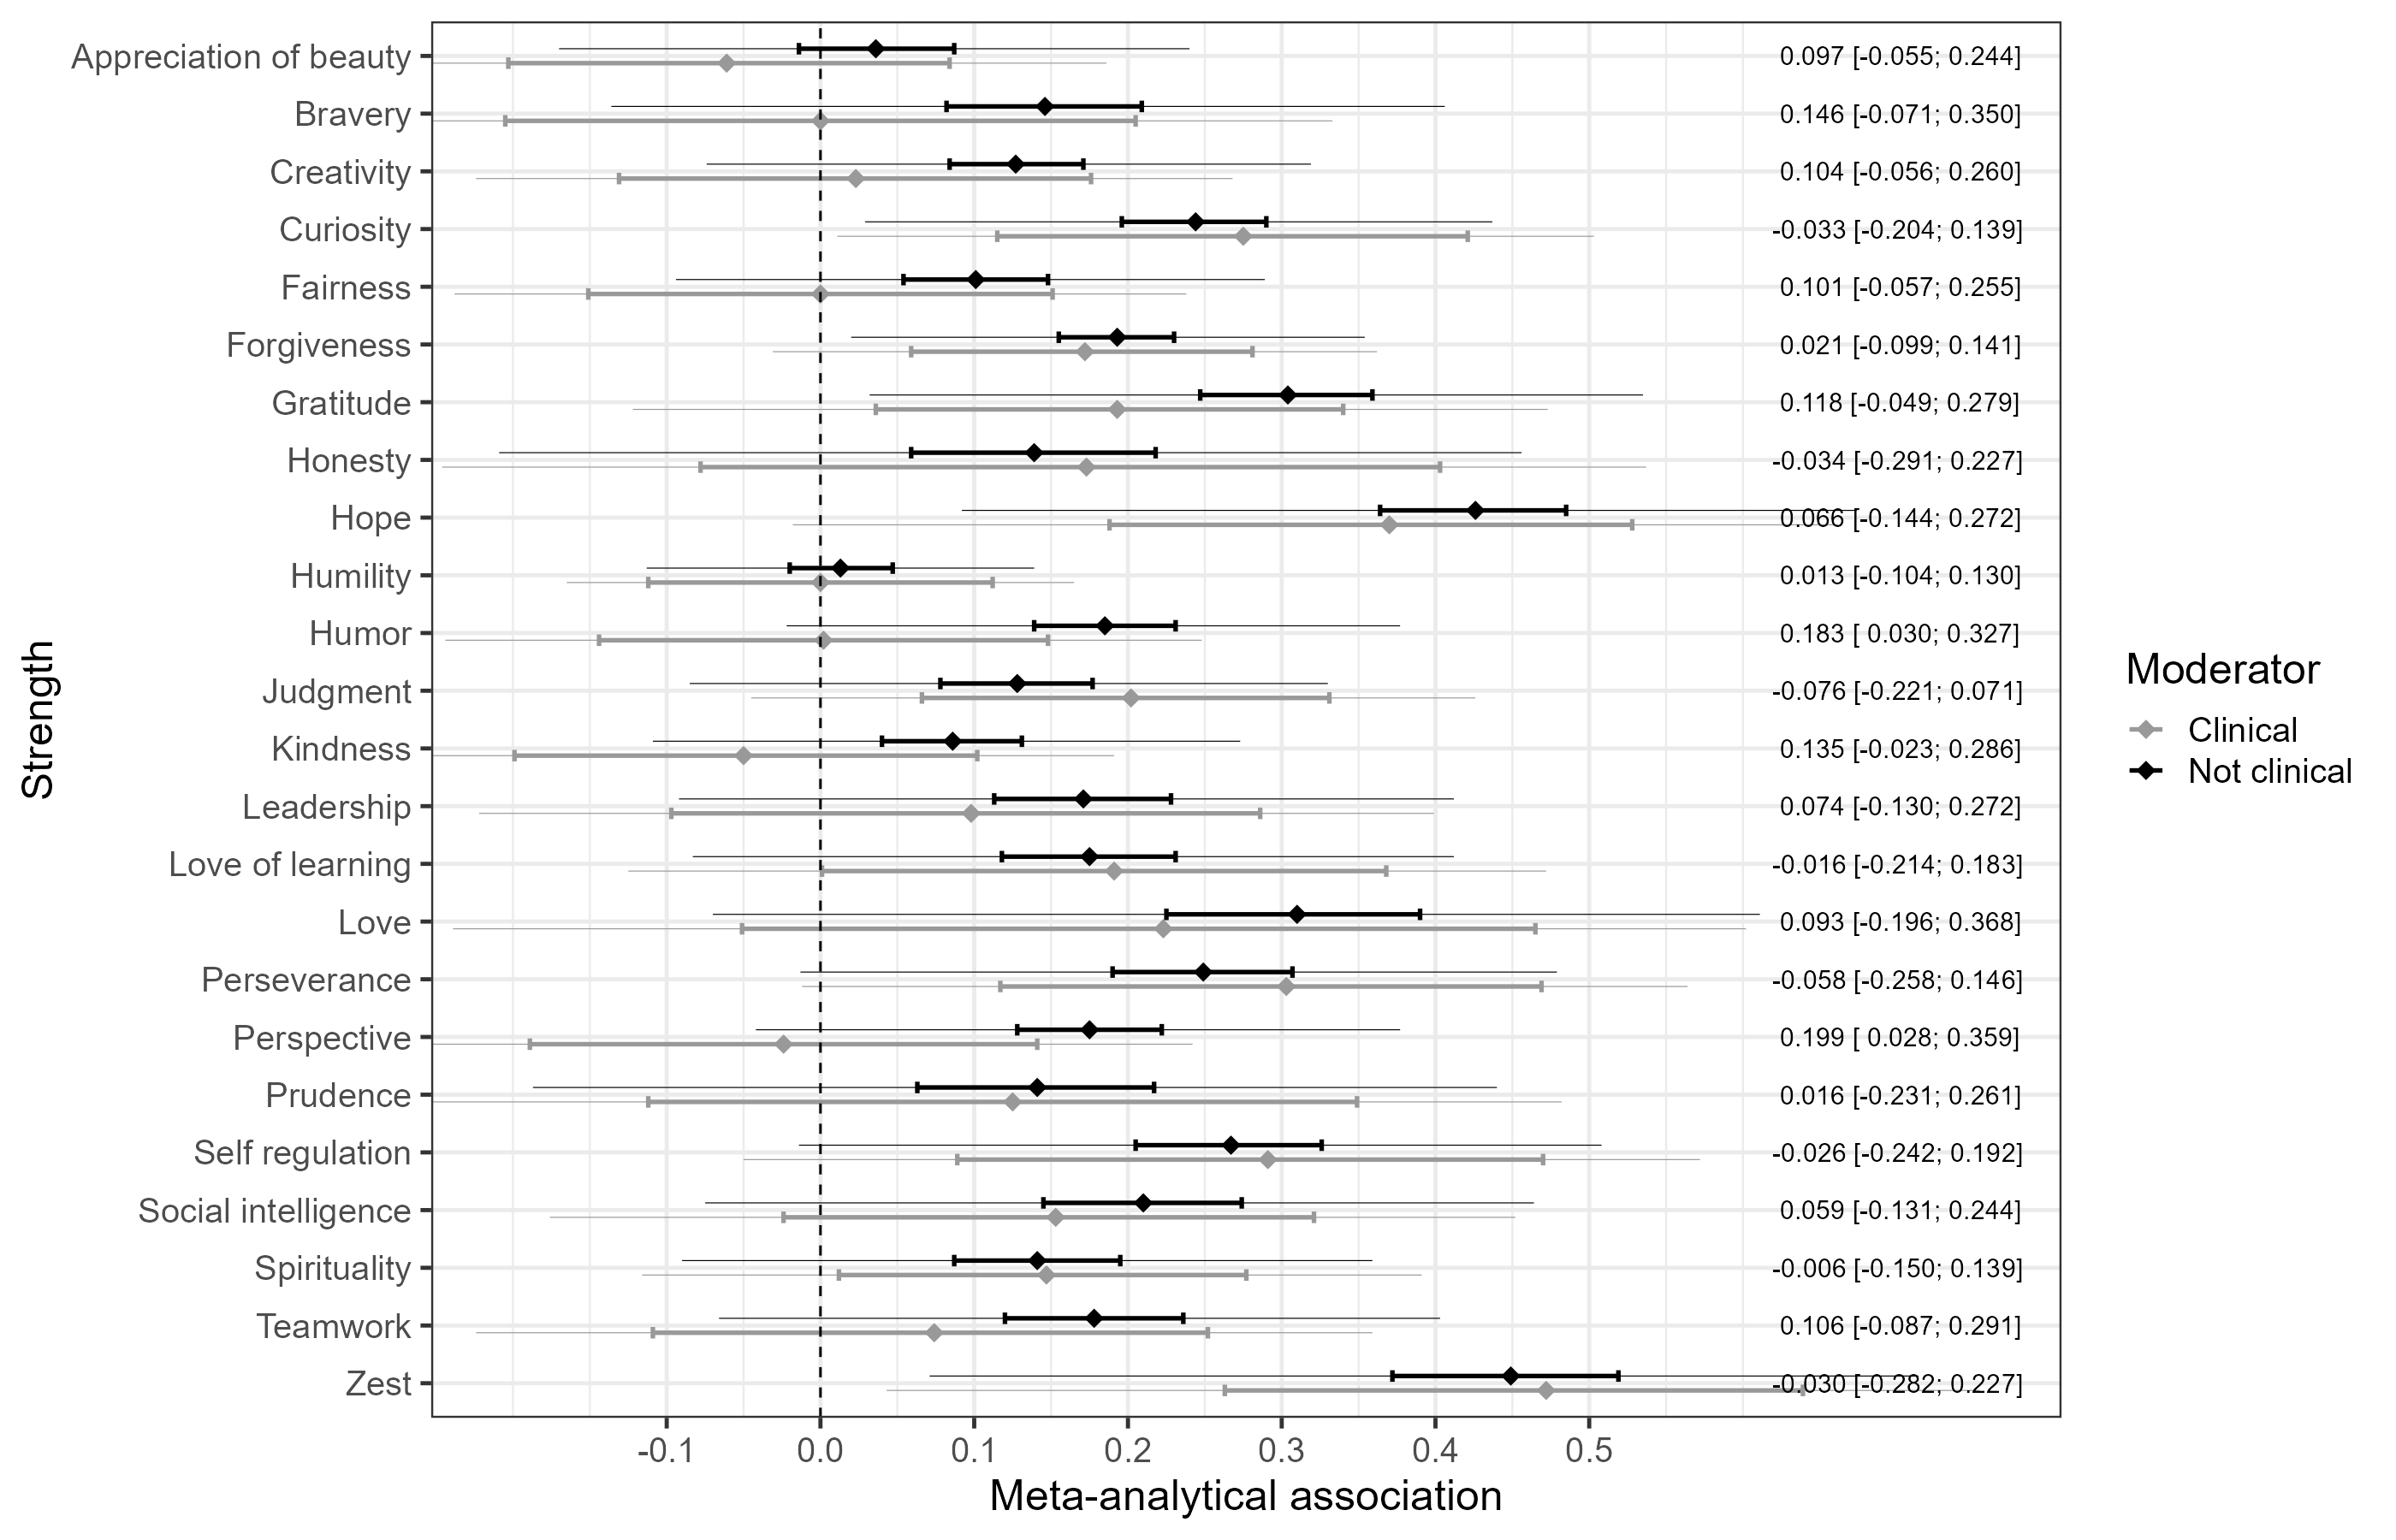 Appreciation of beauty 0.097 [-0.055; 0.244]
Bravery 0.146 [-0.071; 0.350]
Creativity 0.104 [-0.056; 0.260]
Curiosity -0.033 [-0.204; 0.139]
Fairness 0.101 [-0.057; 0.255]
Forgiveness 0.021 [-0.099; 0.141]
Gratitude 0.118 [-0.049; 0.279]
Honesty -0.034 [-0.291; 0.227]
Hope 0.066 [-0.144; 0.272]
Humility 0.013 [-0.104; 0.130]
Humor 0.183 [ 0.030; 0.327]
Judgment -0.076 [-0.221; 0.071]
Kindness 0.135 [-0.023; 0.286]
Leadership 0.074 [-0.130; 0.272]
Love of learning -0.016 [-0.214; 0.183]
Love 0.093 [-0.196; 0.368]
Perseverance -0.058 [-0.258; 0.146]
Perspective 0.199 [ 0.028; 0.359]
Prudence 0.016 [-0.231; 0.261]
Self regulation -0.026 [-0.242; 0.192]
Social intelligence 0.059 [-0.131; 0.244]
Spirituality -0.006 [-0.150; 0.139]
Teamwork 0.106 [-0.087; 0.291]
Zest -0.030 [-0.282; 0.227]
Strength
-0.1 0.0 0.1 0.2 0.3 0.4 0.5
Meta-analytical association
Moderator
Clinical
Not clinical